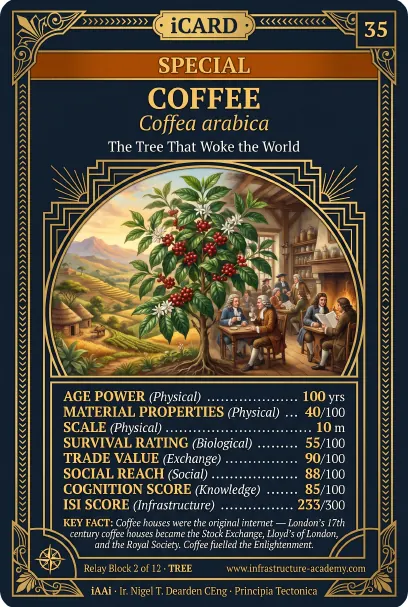 iCARD
35
SPECIAL
COFFEE
Coffea arabica
The Tree That Woke the World
AGE POWER (Physical) .................... 100 yrs
MATERIAL PROPERTIES (Physical) ... 40/100
SCALE (Physical) ............................ 10 m
SURVIVAL RATING (Biological) ........ 55/100
TRADE VALUE (Exchange) ............... 90/100
SOCIAL REACH (Social) ................... 88/100
COGNITION SCORE (Knowledge) ..... 85/100
ISI SCORE (Infrastructure) .............. 233/300
KEY FACT: Coffee houses were the original internet — London's 17th
century coffee houses became the Stock Exchange, Lloyd's of London,
and the Royal Society. Coffee fuelled the Enlightenment.
Relay Block 2 of 12 · TREE
www.infrastructure-academy.com
iAAi · Ir. Nigel T. Dearden CEng · Principia Tectonica